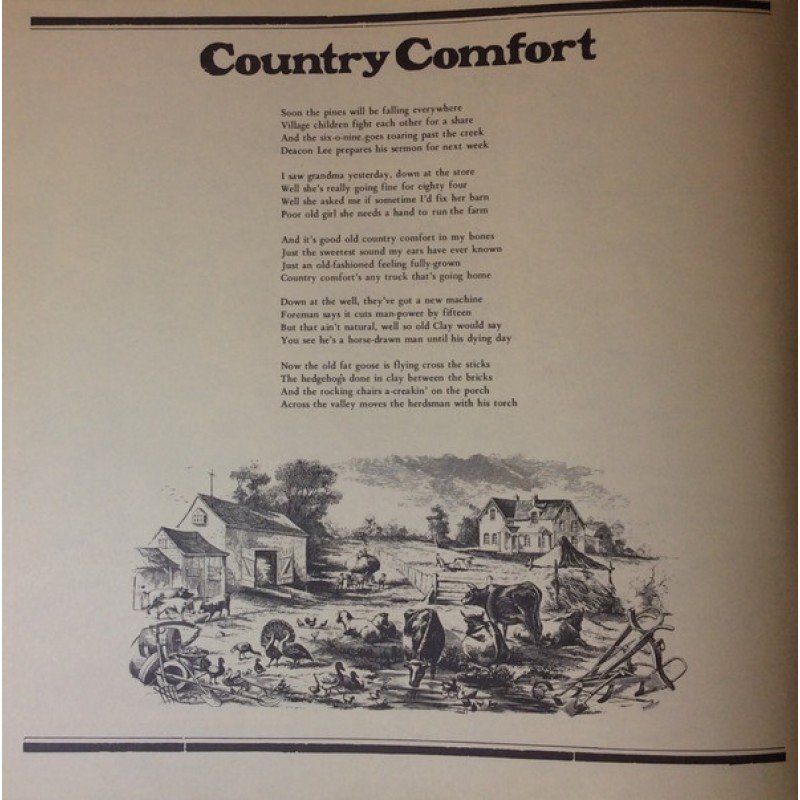 Country Comfort
Soon the pines will be falling everywhere
Village children fight each other for a share
And the six-o-nine goes roaring past the creek
Deacon Lee prepares his sermon for next week
I saw grandma yesterday, down at the store
Well she's really going fine for eighty four
Well she asked me if sometime I'd fix her barn
Poor old girl she needs a hand to run the farm
And it's good old country comfort in my bones
Just the sweetest sound my ears have ever known
Just an old-fashioned feeling fully-grown
Country comfort's any truck that's going home
Down at the well, they've got a new machine
Foreman says it cuts man-power by fifteen
But that ain't natural, well so old Clay would say
You see he's a horse-drawn man until his dying day
Now the old fat goose is flying cross the sticks
The hedgehog's done in clay between the bricks
And the rocking chairs a-creakin' on the porch
Across the valley moves the herdsman with his torch